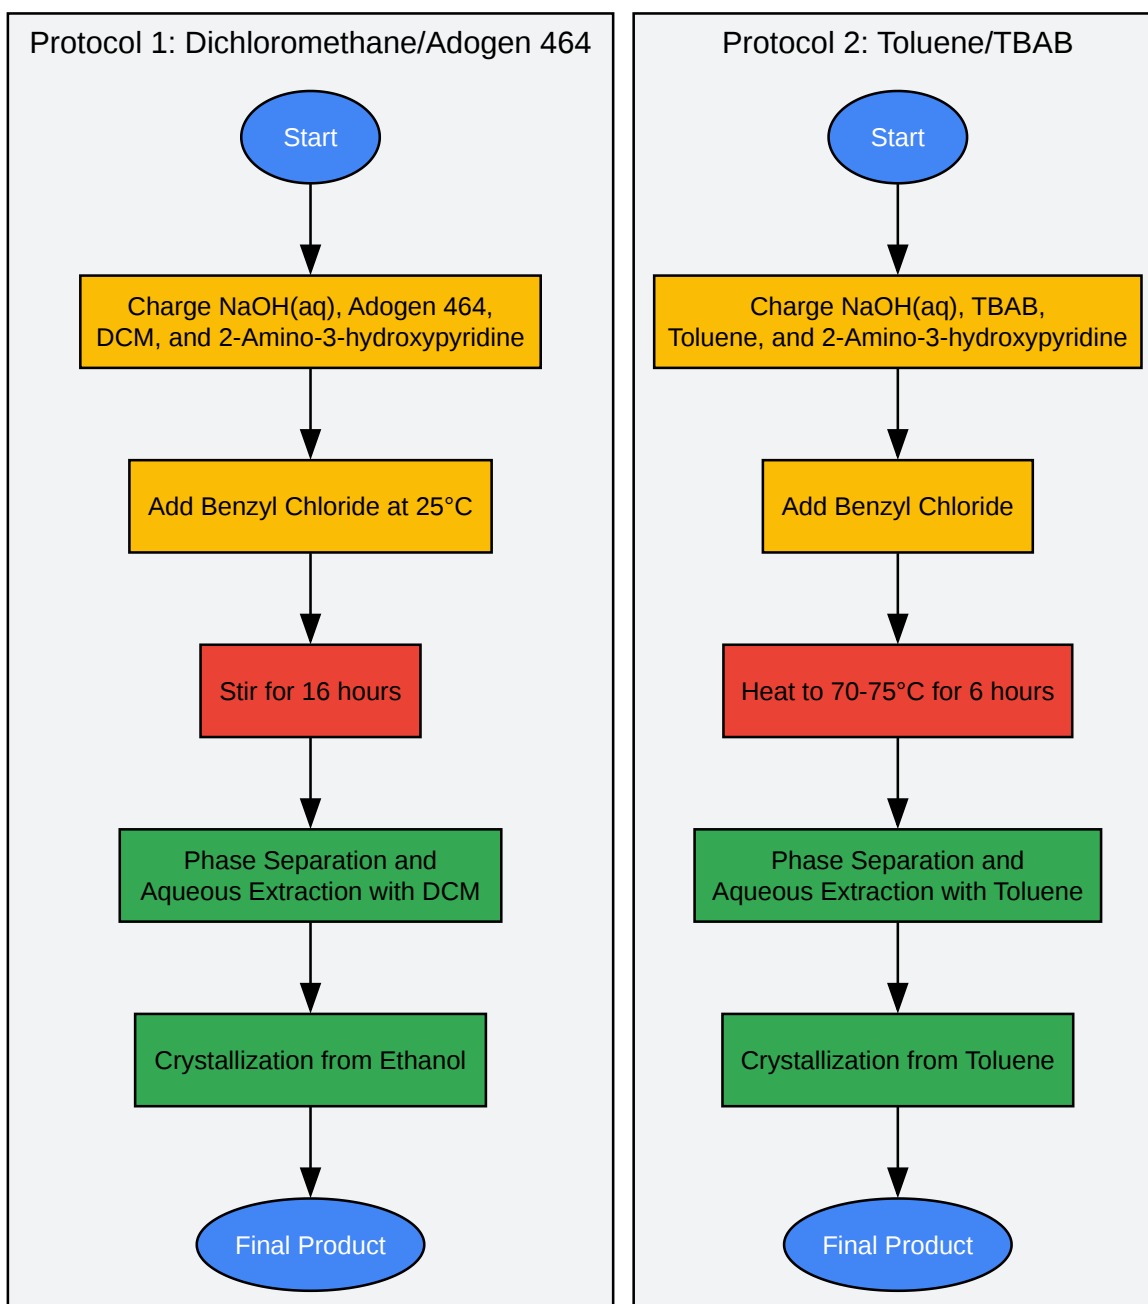 Protocol 1: Dichloromethane/Adogen 464
Start
Charge NaOH(aq), Adogen 464,
DCM, and 2-Amino-3-hydroxypyridine
Add Benzyl Chloride at 25°C
Stir for 16 hours
Phase Separation and
Aqueous Extraction with DCM
Crystallization from Ethanol
Final Product
Protocol 2: Toluene/TBAB
Start
Charge NaOH(aq), TBAB,
Toluene, and 2-Amino-3-hydroxypyridine
Add Benzyl Chloride
Heat to 70-75°C for 6 hours
Phase Separation and
Aqueous Extraction with Toluene
Crystallization from Toluene
Final Product